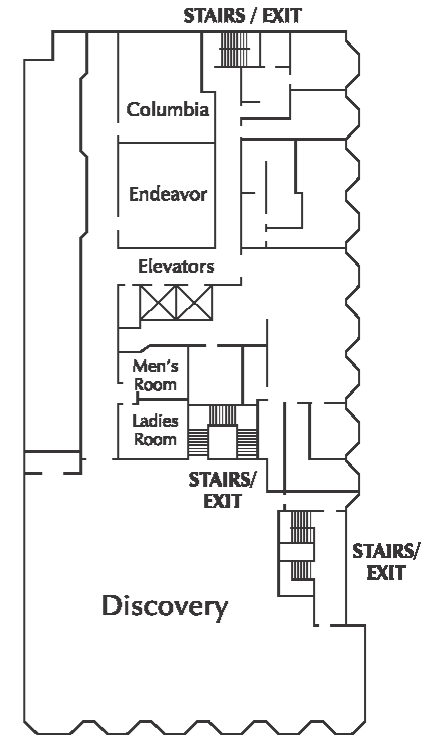 STAIRS / EXIT
Columbia
Endeavor
Elevators
Men's
Room
Ladies
Room
STAIRS/
EXIT
STAIRS/
EXIT
Discovery